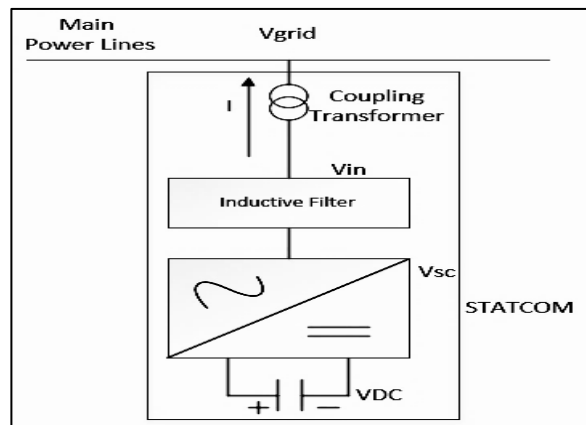 Main
Power Lines
Vgrid
Coupling
Transformer
I
Vin
Inductive Filter
Vsc
STATCOM
VDC
+ −